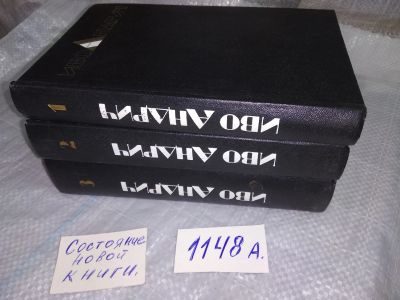 1
ИВО АНДРИЧ
2
ИВО АНДРИЧ
3
ИВО АНДРИЧ
Состояние
новой
книги.
1148 А.